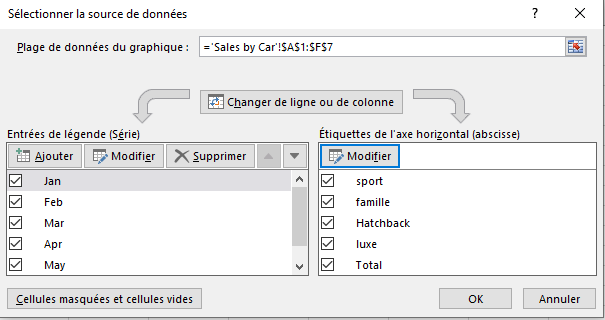 Sélectionner la source de données
?
Plage de données du graphique : ='Sales by Car'!$A$1:$F$7
Changer de ligne ou de colonne
Entrées de légende (Série)
Ajouter Modifier Supprimer
Jan
Feb
Mar
Apr
May
Étiquettes de l'axe horizontal (abscisse)
Modifier
sport
famille
Hatchback
luxe
Total
Cellules masquées et cellules vides
OK Annuler